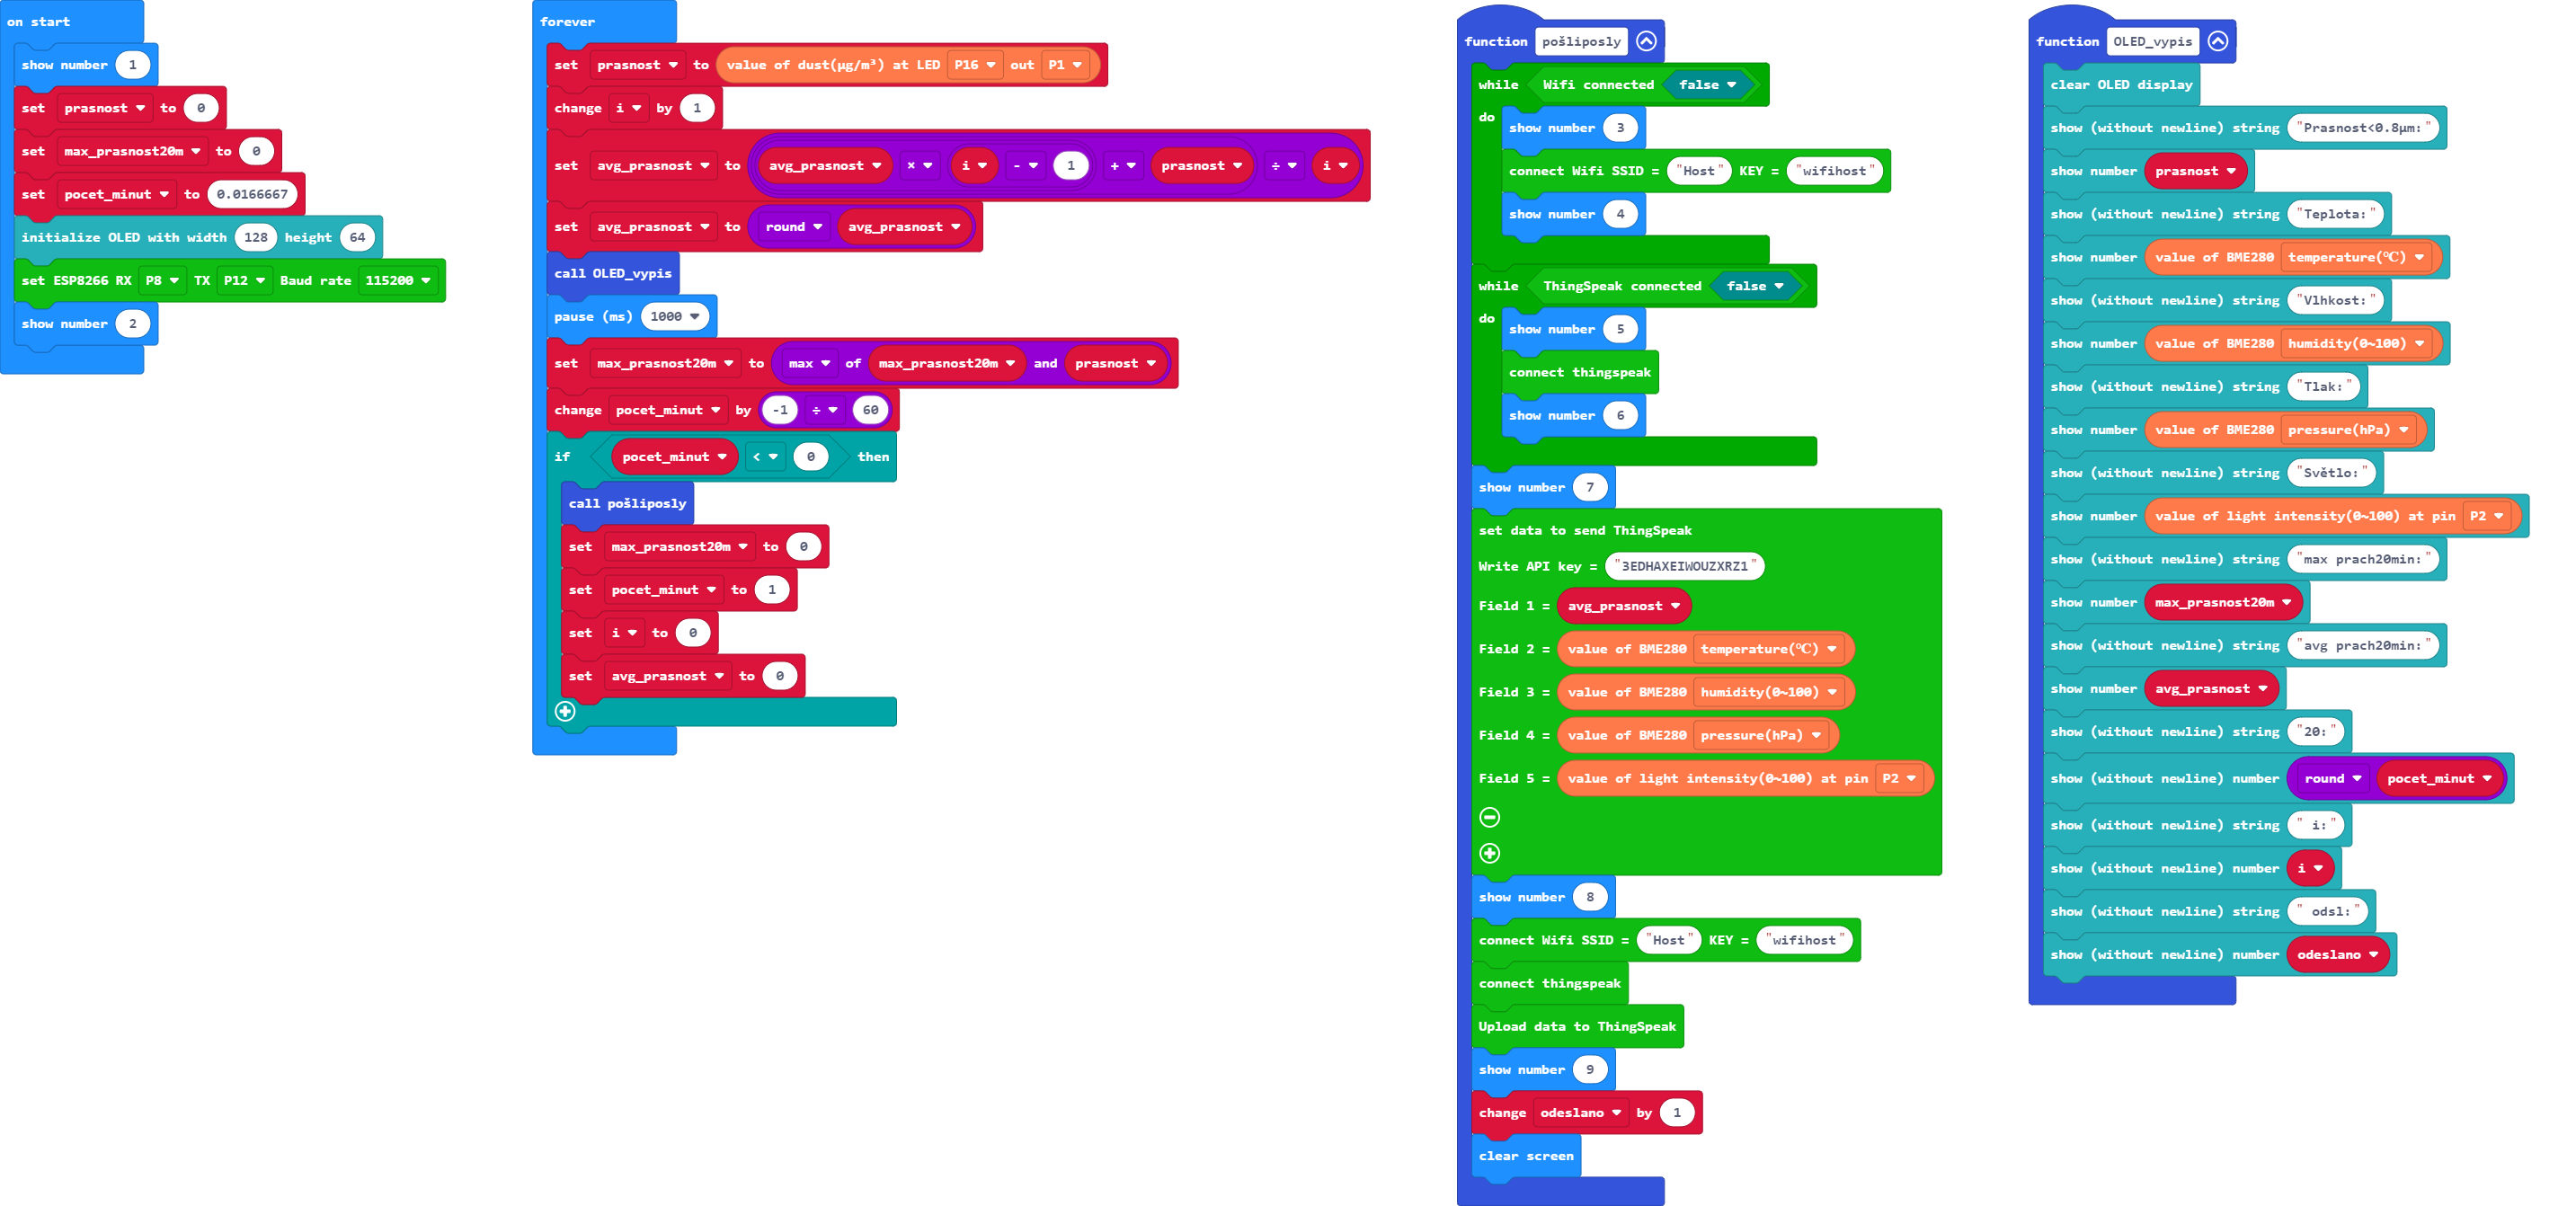 on start
show number 1
set prasnost to 0
set max_prasnost20m to 0
set pocet_minut to 0.0166667
initialize OLED with width 128 height 64
set ESP8266 RX P8 TX P12 Baud rate 115200
show number 2
forever
set prasnost to value of dust(μg/m³) at LED P16 out P1
change i by 1
set avg_prasnost to avg_prasnost × i - 1 + prasnost ÷ i
set avg_prasnost to round avg_prasnost
call OLED_vypis
pause (ms) 1000
set max_prasnost20m to max of max_prasnost20m and prasnost
change pocet_minut by -1 ÷ 60
if pocet_minut < 0 then
call pošliposly
set max_prasnost20m to 0
set pocet_minut to 1
set i to 0
set avg_prasnost to 0
function pošliposly
while Wifi connected false
do
show number 3
connect Wifi SSID = "Host" KEY = "wifihost"
show number 4
while ThingSpeak connected false
do
show number 5
connect thingspeak
show number 6
show number 7
set data to send ThingSpeak
Write API key = "3EDHAXEIWOUZXRZ1"
Field 1 = avg_prasnost
Field 2 = value of BME280 temperature(℃)
Field 3 = value of BME280 humidity(0~100)
Field 4 = value of BME280 pressure(hPa)
Field 5 = value of light intensity(0~100) at pin P2
show number 8
connect Wifi SSID = "Host" KEY = "wifihost"
connect thingspeak
Upload data to ThingSpeak
show number 9
change odeslano by 1
clear screen
function OLED_vypis
clear OLED display
show (without newline) string "Prasnost<0.8µm:"
show number prasnost
show (without newline) string "Teplota:"
show number value of BME280 temperature(℃)
show (without newline) string "Vlhkost:"
show number value of BME280 humidity(0~100)
show (without newline) string "Tlak:"
show number value of BME280 pressure(hPa)
show (without newline) string "Světlo:"
show number value of light intensity(0~100) at pin P2
show (without newline) string "max prach20min:"
show number max_prasnost20m
show (without newline) string "avg prach20min:"
show number avg_prasnost
show (without newline) string "20:"
show (without newline) number round pocet_minut
show (without newline) string " i:"
show (without newline) number i
show (without newline) string " odsl:"
show (without newline) number odeslano